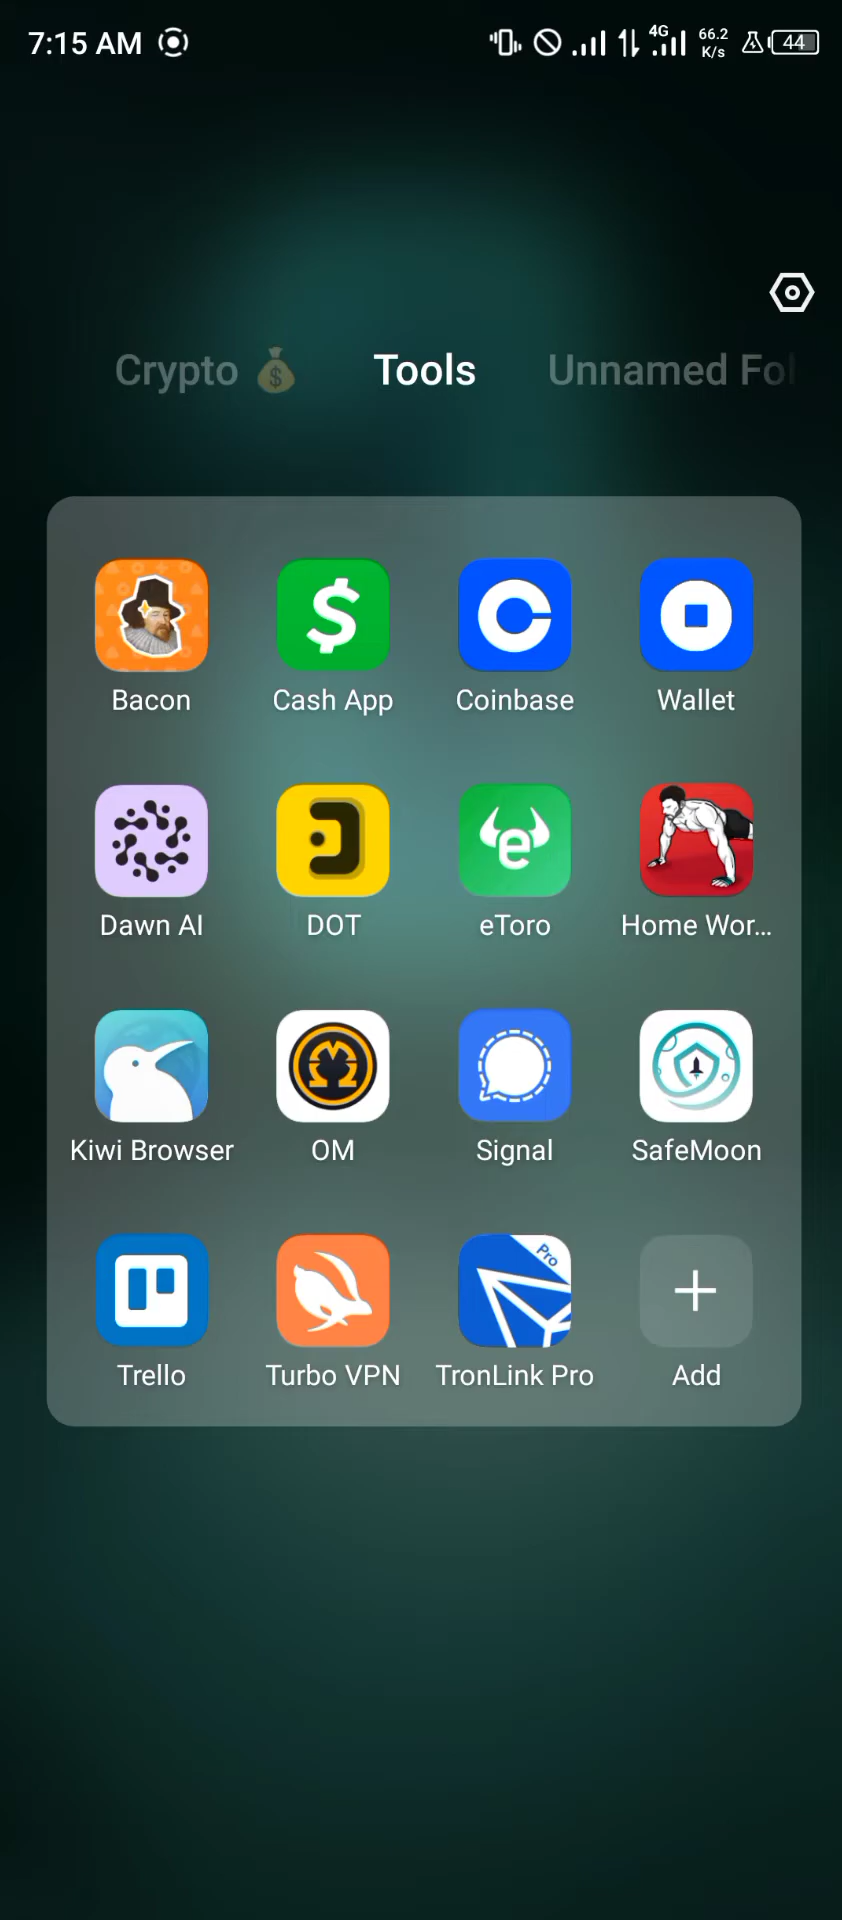 7:15 AM 4G 66.2 K/s 44
Crypto 💰 Tools Unnamed Fol
Bacon Cash App Coinbase Wallet
Dawn AI DOT eToro Home Wor...
Kiwi Browser OM Signal SafeMoon
Pro
Trello Turbo VPN TronLink Pro Add